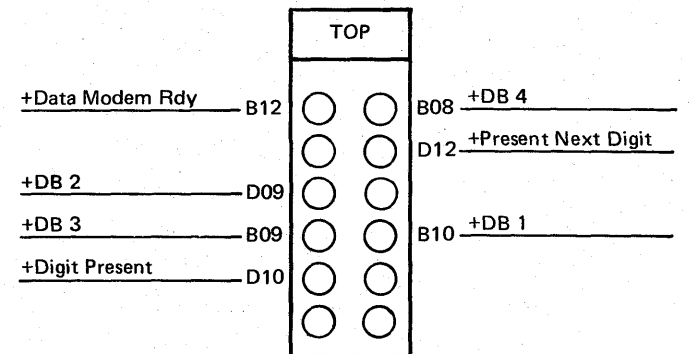 TOP
+Data Modem Rdy B12 B08 +DB 4
D12 +Present Next Digit
+DB 2 D09
+DB 3 B09 B10 +DB 1
+Digit Present D10